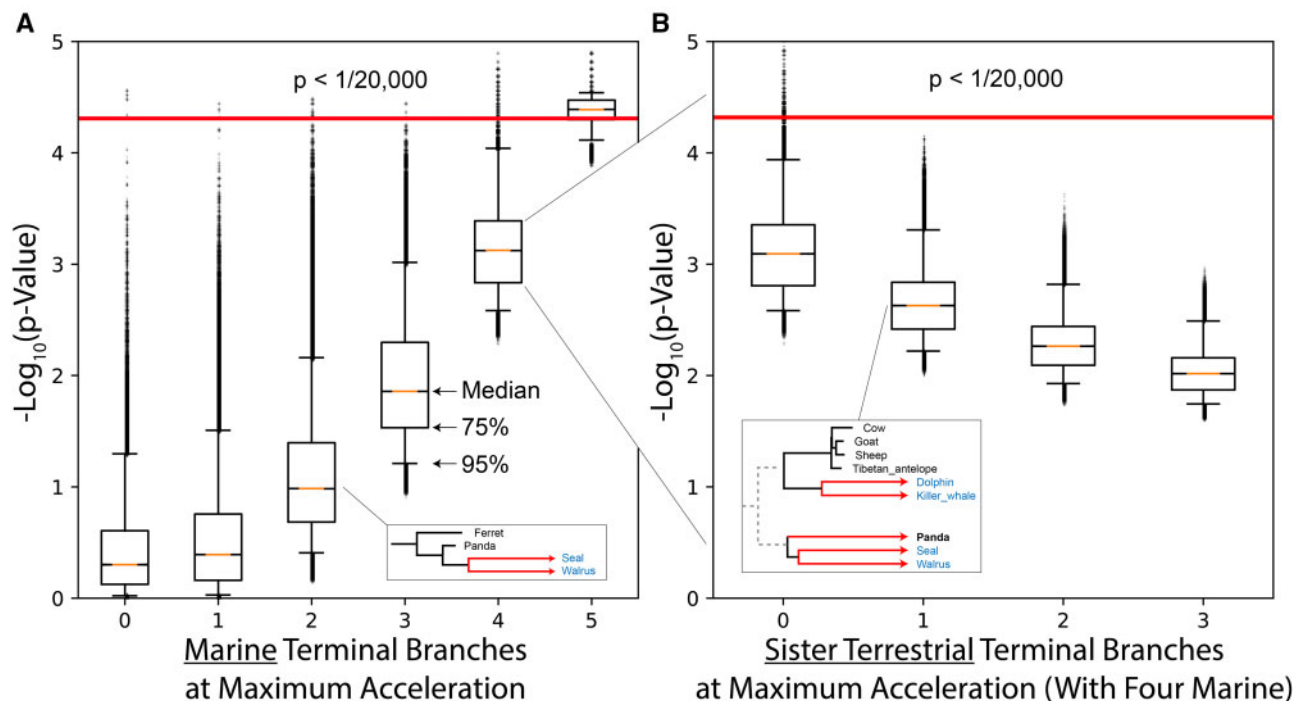 A
B
5
4
3
2
1
0
-Log10(p-Value)
p < 1/20,000
Median
75%
95%
Ferret
Panda
Seal
Walrus
0 1 2 3 4 5
Marine Terminal Branches
at Maximum Acceleration
5
4
3
2
1
0
-Log10(p-Value)
p < 1/20,000
Cow
Goat
Sheep
Tibetan_antelope
Dolphin
Killer_whale
Panda
Seal
Walrus
0 1 2 3
Sister Terrestrial Terminal Branches
at Maximum Acceleration (With Four Marine)